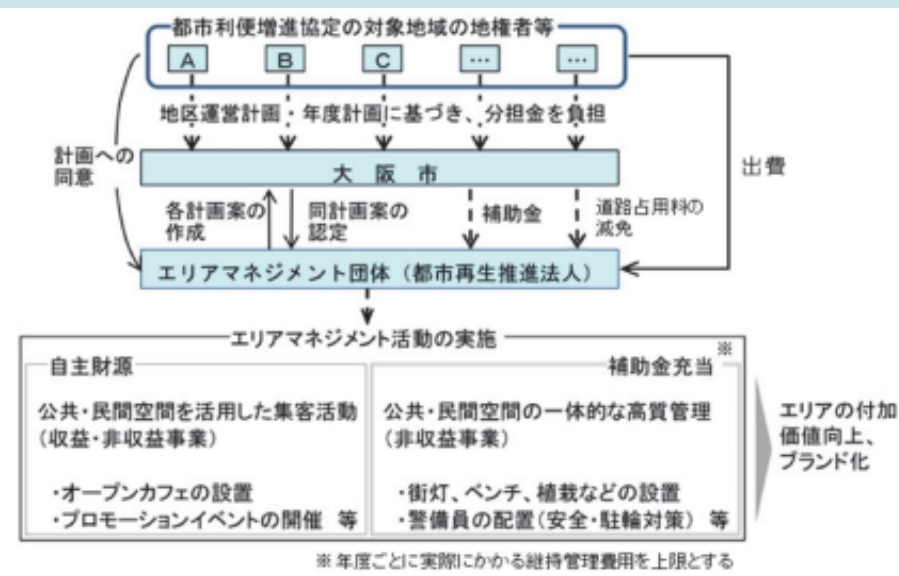 都市利便増進協定の対象地域の地権者等
A B C … …
地区運営計画・年度計画に基づき、分担金を負担
計画への
同意
出費
大阪市
各計画案の
作成
同計画案の
認定
補助金
道路占用料の
減免
エリアマネジメント団体（都市再生推進法人）
エリアマネジメント活動の実施
※
自主財源
公共・民間空間を活用した集客活動
(収益・非収益事業)
・オープンカフェの設置
・プロモーションイベントの開催 等
補助金充当
公共・民間空間の一体的な高質管理
(非収益事業)
・街灯、ベンチ、植栽などの設置
・警備員の配置(安全・駐輪対策) 等
エリアの付加
価値向上、
ブランド化
※年度ごとに実際にかかる維持管理費用を上限とする